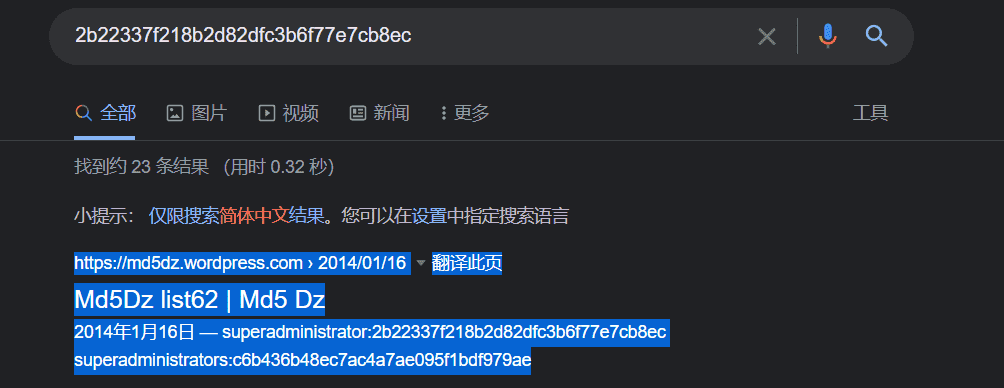 2b22337f218b2d82dfc3b6f77e7cb8ec
全部 图片 视频 新闻 更多 工具
找到约 23 条结果 （用时 0.32 秒）
小提示： 仅限搜索简体中文结果。您可以在设置中指定搜索语言
https://md5dz.wordpress.com › 2014/01/16 翻译此页
Md5Dz list62 | Md5 Dz
2014年1月16日 — superadministrator:2b22337f218b2d82dfc3b6f77e7cb8ec
superadministrators:c6b436b48ec7ac4a7ae095f1bdf979ae